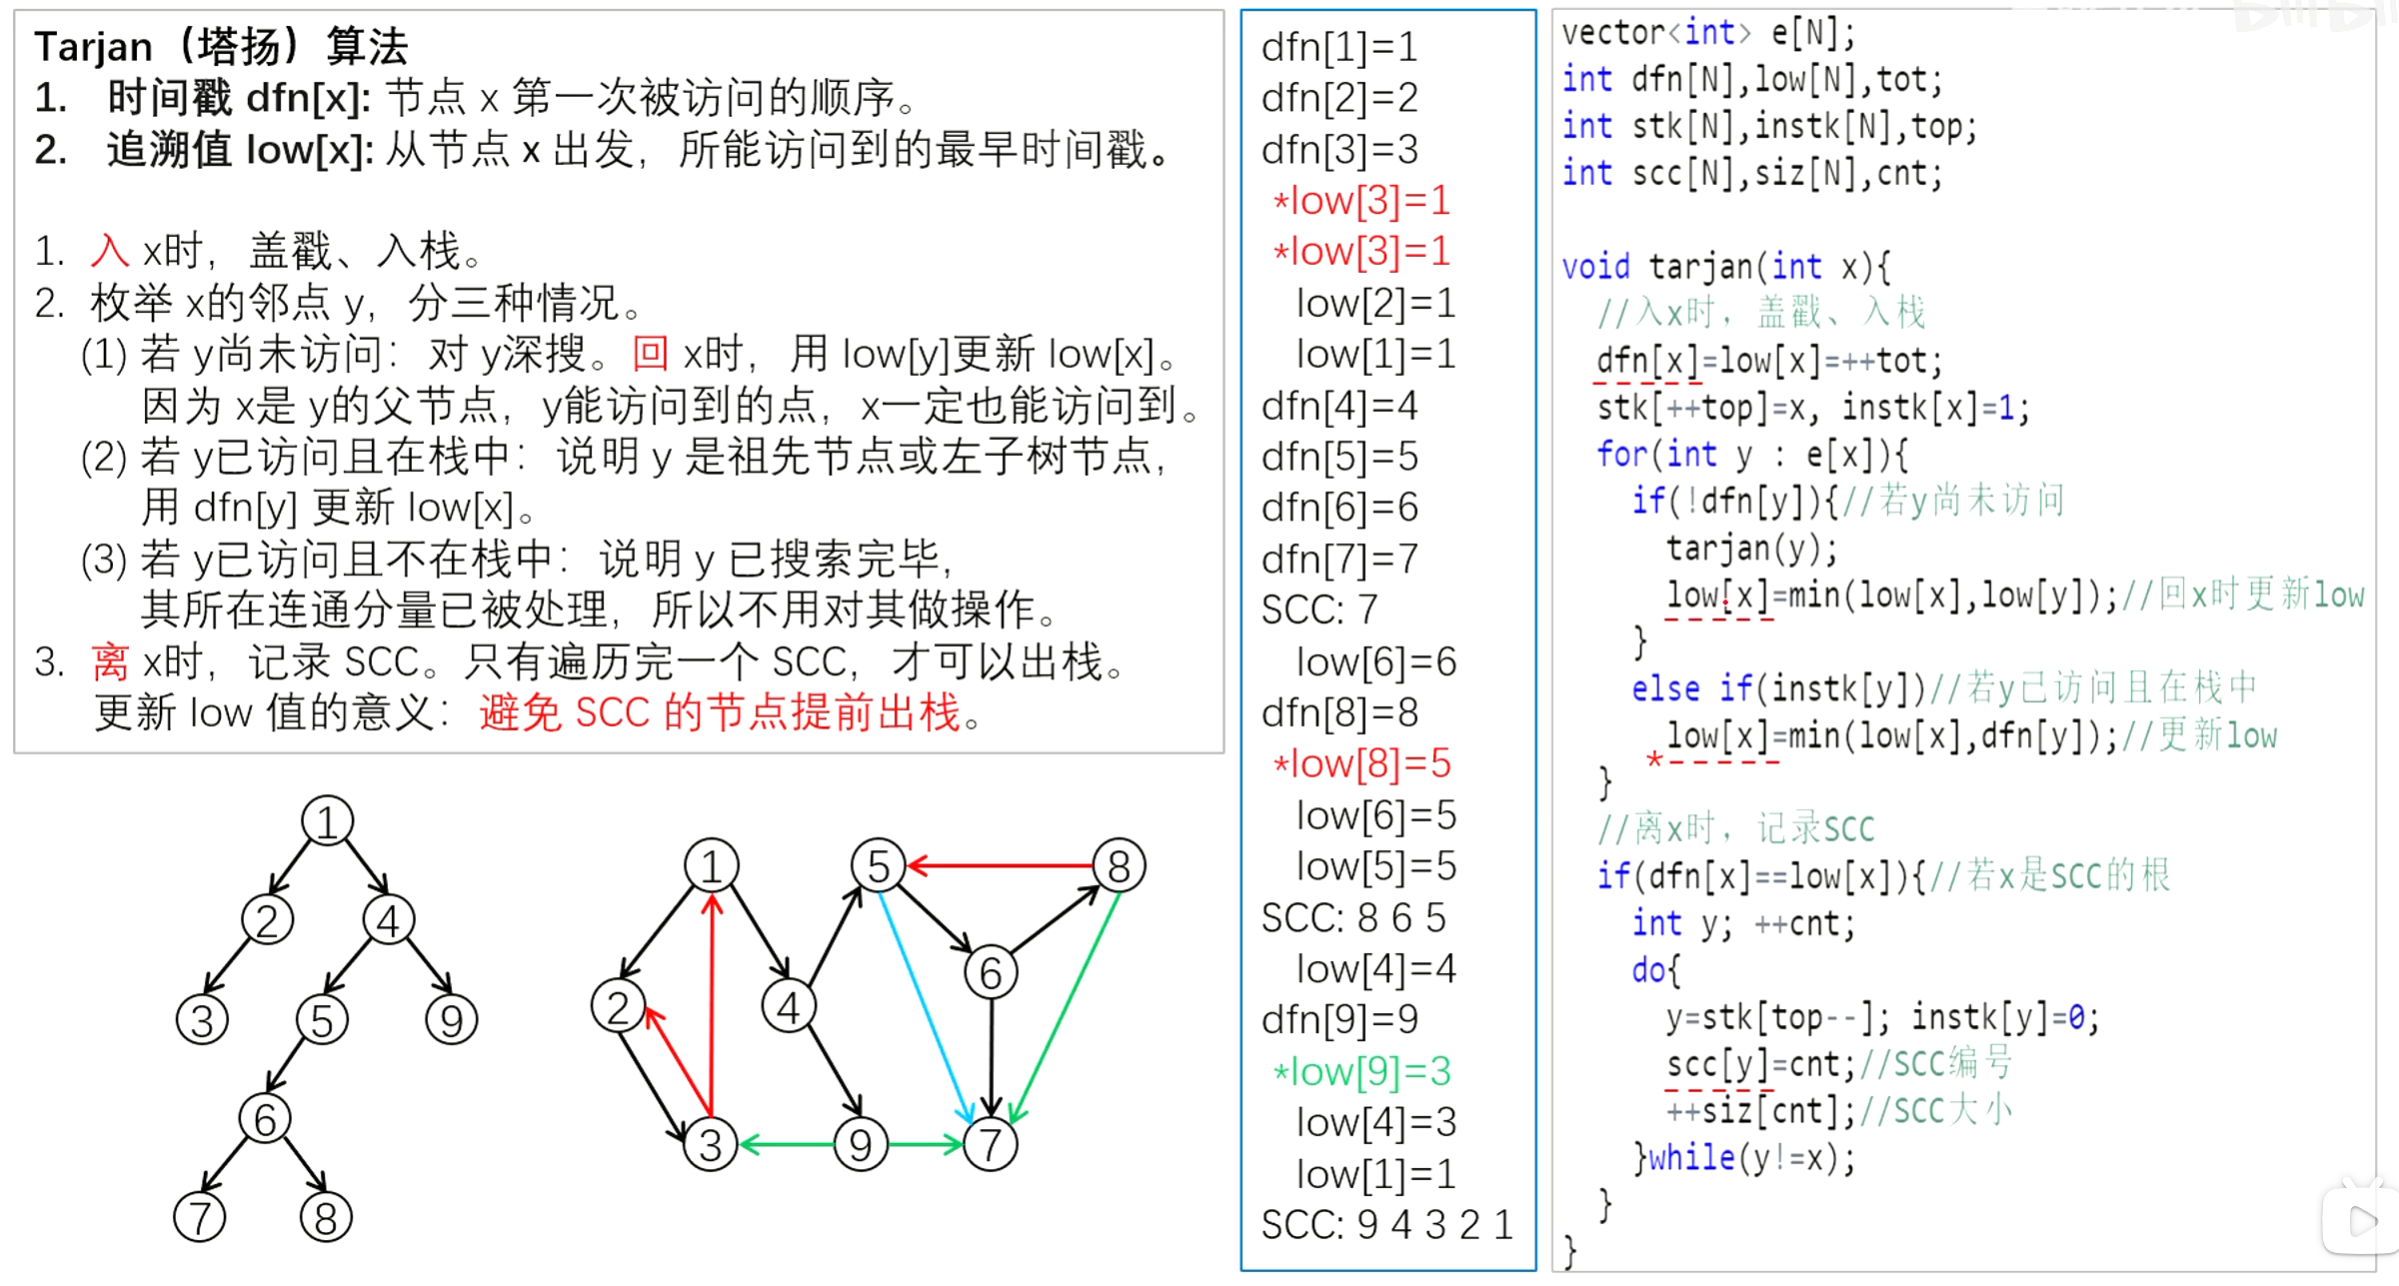 Tarjan（塔扬）算法
1. 时间戳 dfn[x]: 节点 x 第一次被访问的顺序。
2. 追溯值 low[x]: 从节点 x 出发，所能访问到的最早时间戳。
1. 入 x时，盖戳、入栈。
2. 枚举 x的邻点 y，分三种情况。
(1) 若 y尚未访问：对 y深搜。回 x时，用 low[y]更新 low[x]。
因为 x是 y的父节点，y能访问到的点，x一定也能访问到。
(2) 若 y已访问且在栈中：说明 y 是祖先节点或左子树节点，
用 dfn[y] 更新 low[x]。
(3) 若 y已访问且不在栈中：说明 y 已搜索完毕，
其所在连通分量已被处理，所以不用对其做操作。
3. 离 x时，记录 SCC。只有遍历完一个 SCC，才可以出栈。
更新 low 值的意义：避免 SCC 的节点提前出栈。
1
2
4
3
5
9
6
7
8
1
5
8
2
4
6
3
9
7
dfn[1]=1
dfn[2]=2
dfn[3]=3
*low[3]=1
*low[3]=1
low[2]=1
low[1]=1
dfn[4]=4
dfn[5]=5
dfn[6]=6
dfn[7]=7
SCC: 7
low[6]=6
dfn[8]=8
*low[8]=5
low[6]=5
low[5]=5
SCC: 8 6 5
low[4]=4
dfn[9]=9
*low[9]=3
low[4]=3
low[1]=1
SCC: 9 4 3 2 1
vector<int> e[N];
int dfn[N],low[N],tot;
int stk[N],instk[N],top;
int scc[N],siz[N],cnt;
void tarjan(int x){
//入x时，盖戳、入栈
dfn[x]=low[x]=++tot;
stk[++top]=x, instk[x]=1;
for(int y : e[x]){
if(!dfn[y]){//若y尚未访问
tarjan(y);
low[x]=min(low[x],low[y]);//回x时更新low
}
else if(instk[y])//若y已访问且在栈中
*low[x]=min(low[x],dfn[y]);//更新low
}
//离x时，记录SCC
if(dfn[x]==low[x]){//若x是SCC的根
int y; ++cnt;
do{
y=stk[top--]; instk[y]=0;
scc[y]=cnt;//SCC编号
++siz[cnt];//SCC大小
}while(y!=x);
}
}